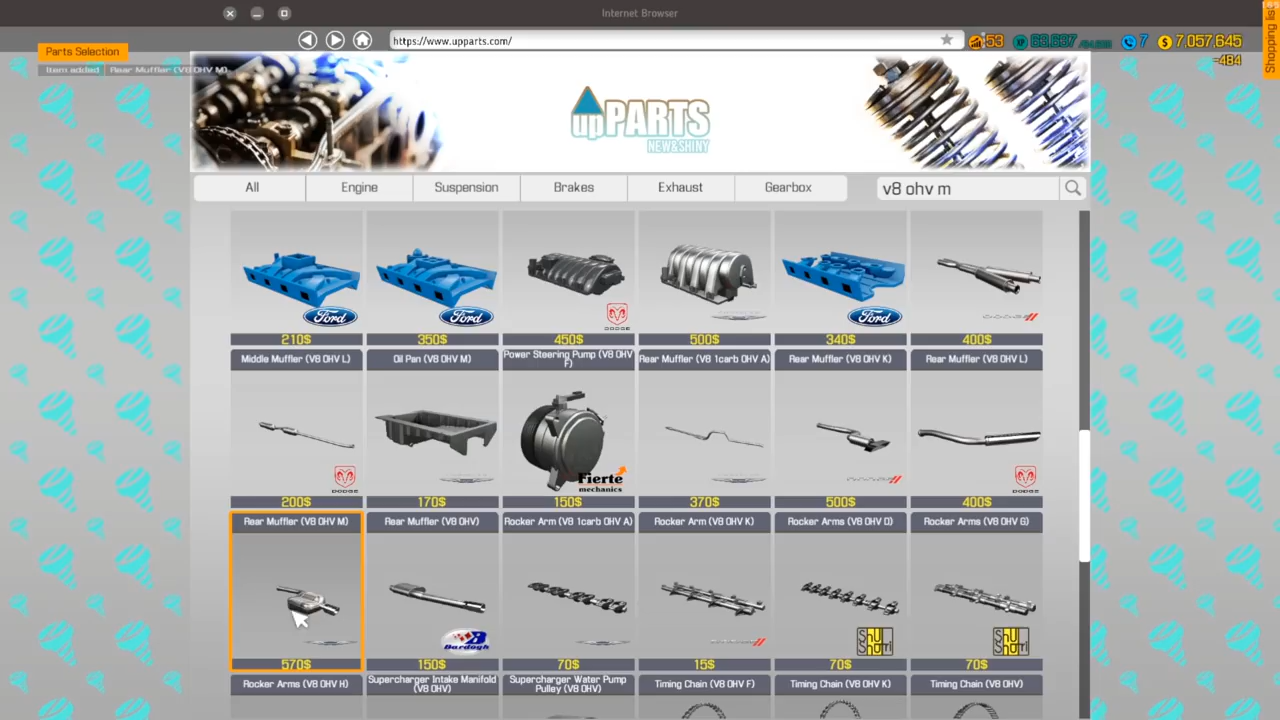 Internet Browser
https://www.upparts.com/
53
7
$ 7,057,645
-484
Shopping list
Parts Selection
Item added
Rear Muffler (V8 OHV M)
upPARTS
NEW&SHINY
All
Engine
Suspension
Brakes
Exhaust
Gearbox
v8 ohv m
Ford
Ford
DODGE
Ford
DODGE
210$
350$
450$
500$
340$
400$
Middle Muffler (V8 OHV L)
Oil Pan (V8 OHV M)
Power Steering Pump (V8 OHV F)
Rear Muffler (V8 1carb OHV A)
Rear Muffler (V8 OHV K)
Rear Muffler (V8 OHV L)
DODGE
Fierte mechanics
DODGE
DODGE
200$
170$
150$
370$
500$
400$
Rear Muffler (V8 OHV M)
Rear Muffler (V8 OHV)
Rocker Arm (V8 1carb OHV A)
Rocker Arm (V8 OHV K)
Rocker Arms (V8 OHV D)
Rocker Arms (V8 OHV G)
Bardogh
570$
150$
70$
15$
70$
70$
Rocker Arms (V8 OHV H)
Supercharger Intake Manifold (V8 OHV)
Supercharger Water Pump Pulley (V8 OHV)
Timing Chain (V8 OHV F)
Timing Chain (V8 OHV K)
Timing Chain (V8 OHV)